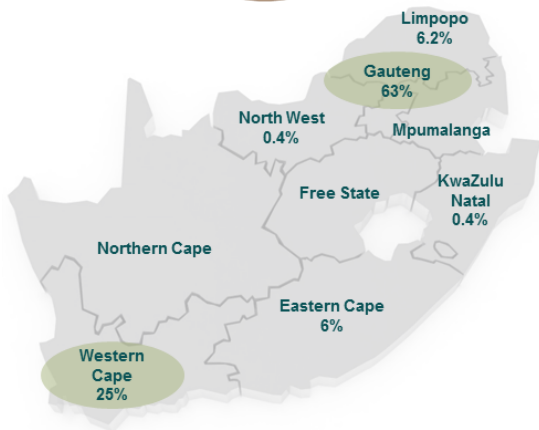 Limpopo
6.2%
Gauteng
63%
North West
0.4%
Mpumalanga
KwaZulu
Natal
0.4%
Free State
Northern Cape
Eastern Cape
6%
Western
Cape
25%